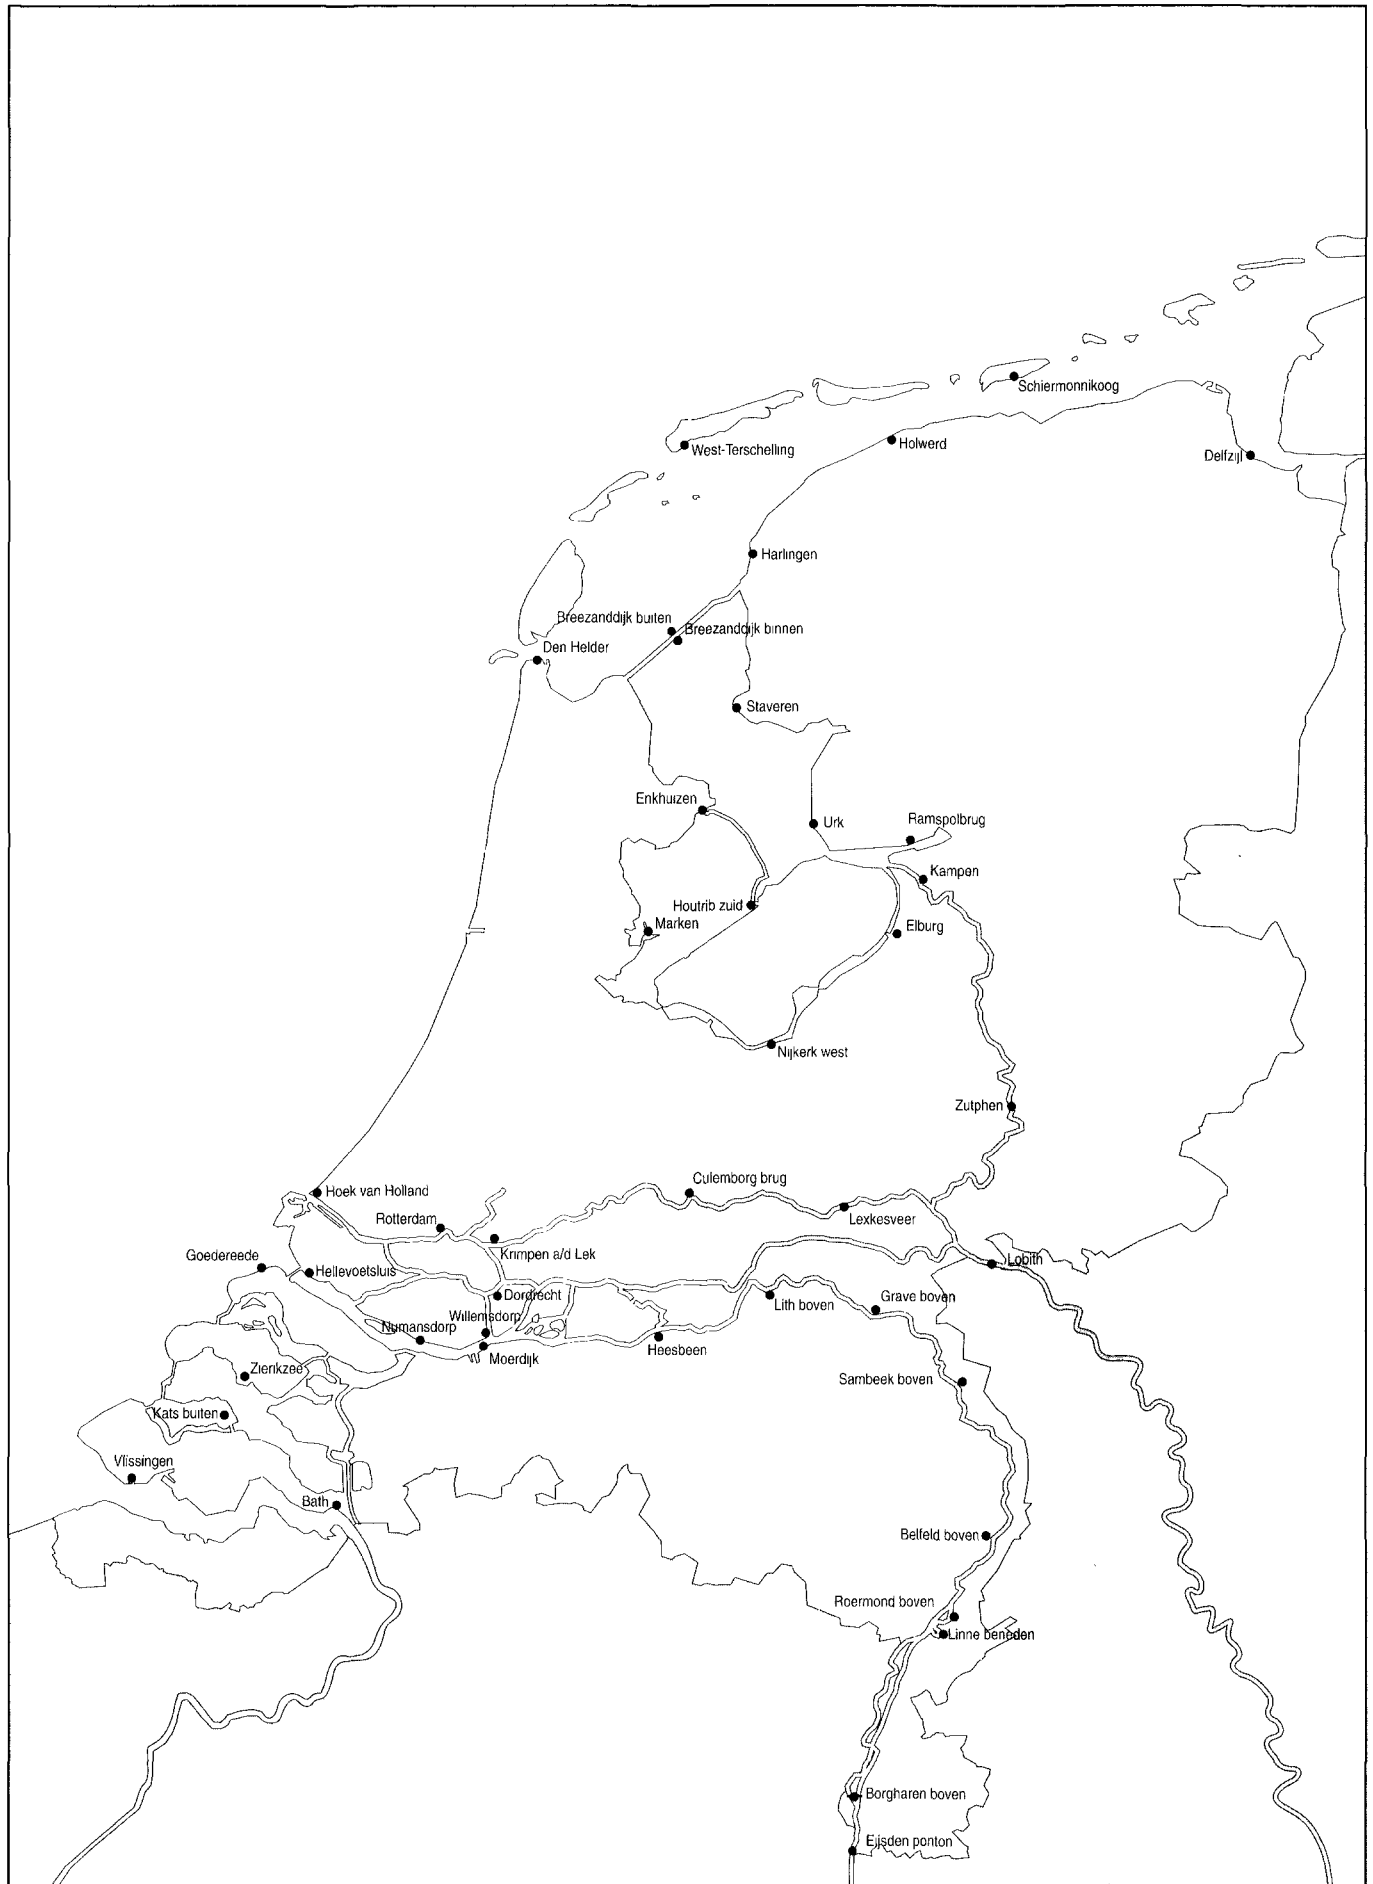 Schiermonnikoog
Holwerd
West-Terschelling
Delfzijl
Harlingen
Breezanddijk buiten
Breezanddijk binnen
Den Helder
Staveren
Enkhuizen
Urk
Ramspolbrug
Kampen
Houtrib zuid
Marken
Elburg
Nijkerk west
Zutphen
Culemborg brug
Hoek van Holland
Rotterdam
Lexkesveer
Krimpen a/d Lek
Goedereede
Lobith
Hellevoetsluis
Dordrecht
Grave boven
Lith boven
Willemsdorp
Numansdorp
Heesbeen
Moerdijk
Zierikzee
Sambeek boven
Kats buiten
Vlissingen
Bath
Belfeld boven
Roermond boven
Linne beneden
Borgharen boven
Eijsden ponton